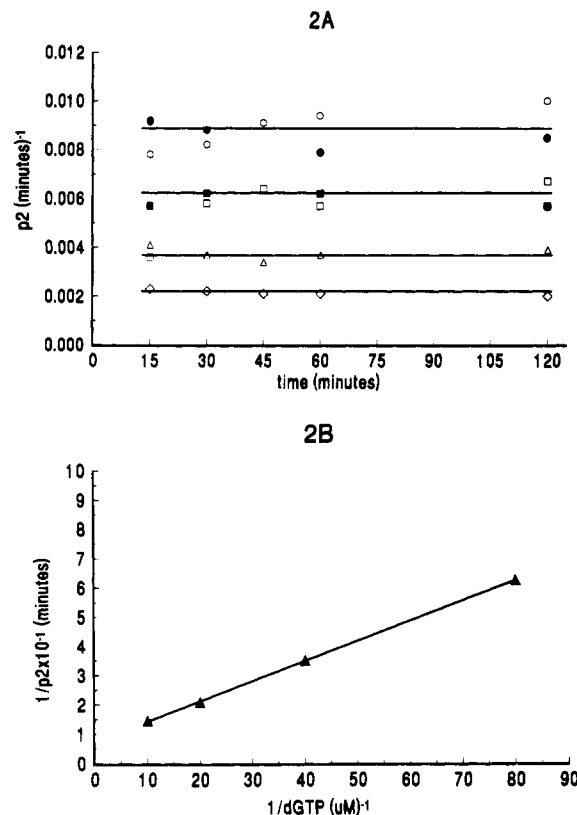 2A
0.012
0.010
0.008
0.006
0.004
0.002
0.000
p2 (minutes)-1
0 15 30 45 60 75 90 105 120
time (minutes)
2B
10
9
8
7
6
5
4
3
2
1
0
1/p2x10-1 (minutes)
0 10 20 30 40 50 60 70 80 90
1/dGTP (uM)-1